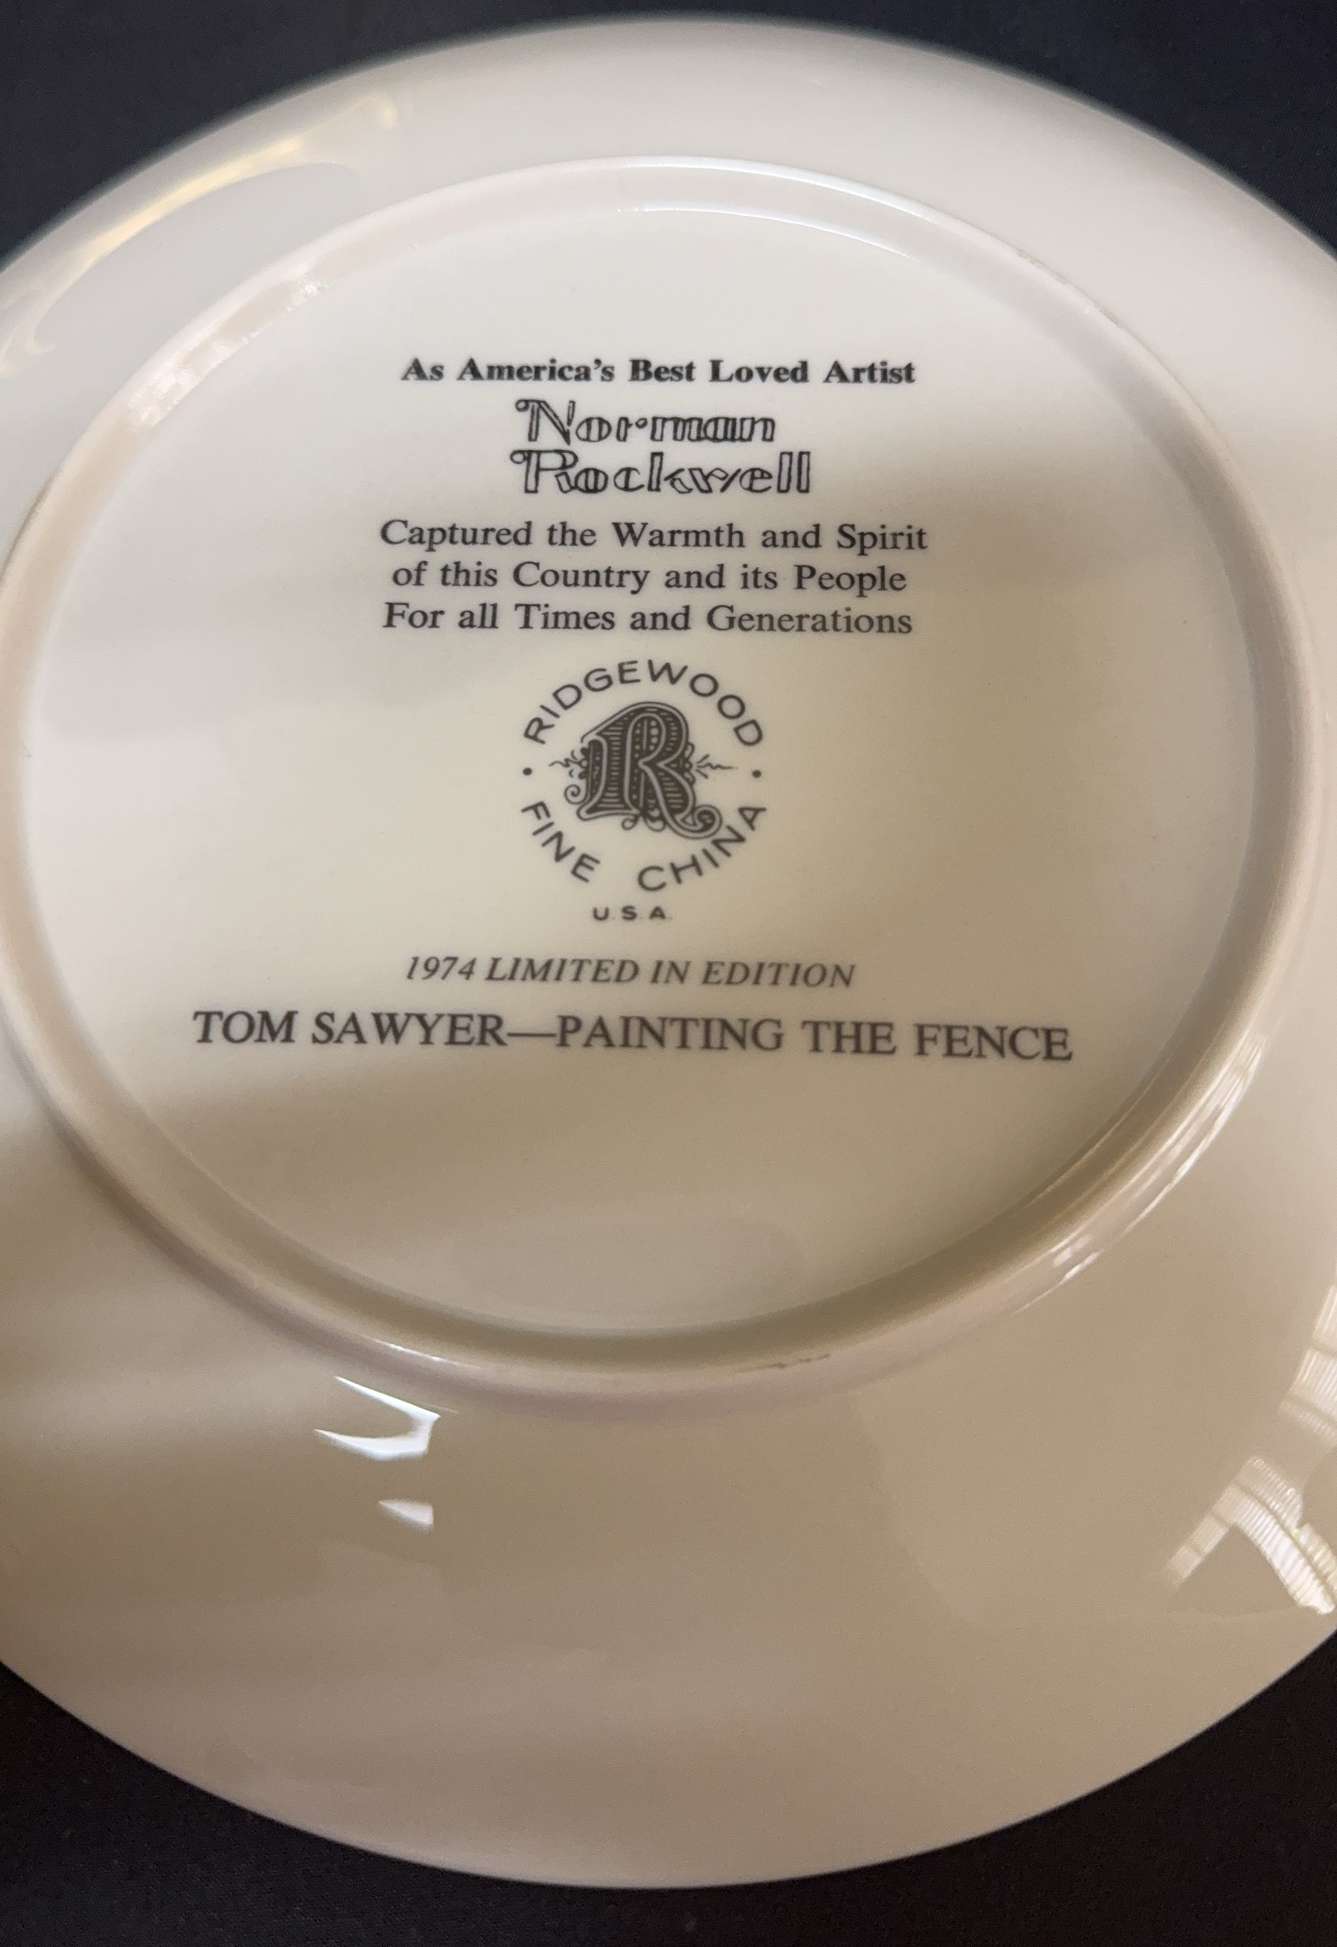 As America's Best Loved Artist
Norman
Rockwell
Captured the Warmth and Spirit
of this Country and its People
For all Times and Generations
RIDGEWOOD
R
FINE CHINA
U.S.A.
1974 LIMITED IN EDITION
TOM SAWYER—PAINTING THE FENCE